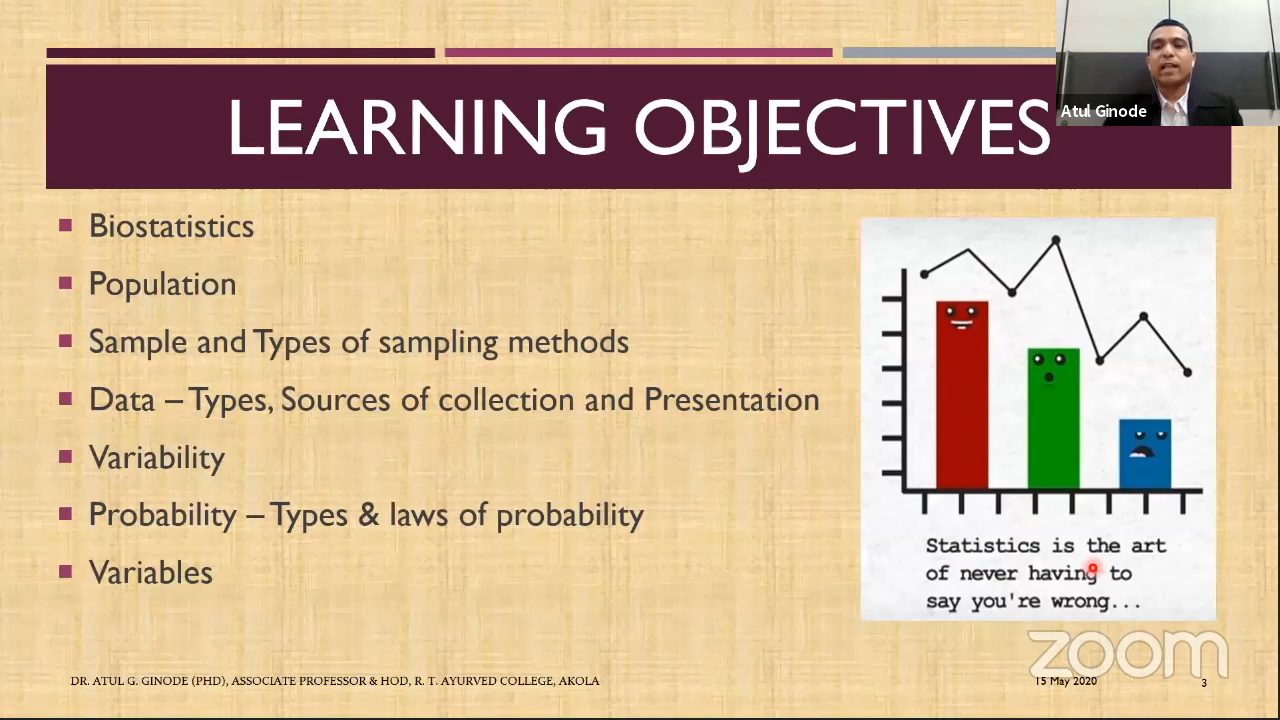 LEARNING OBJECTIVES
Atul Ginode
Biostatistics
Population
Sample and Types of sampling methods
Data – Types, Sources of collection and Presentation
Variability
Probability – Types & laws of probability
Variables
Statistics is the art
of never having to
say you're wrong...
zoom
DR. ATUL G. GINODE (PHD), ASSOCIATE PROFESSOR & HOD, R. T. AYURVED COLLEGE, AKOLA
15 May 2020
3